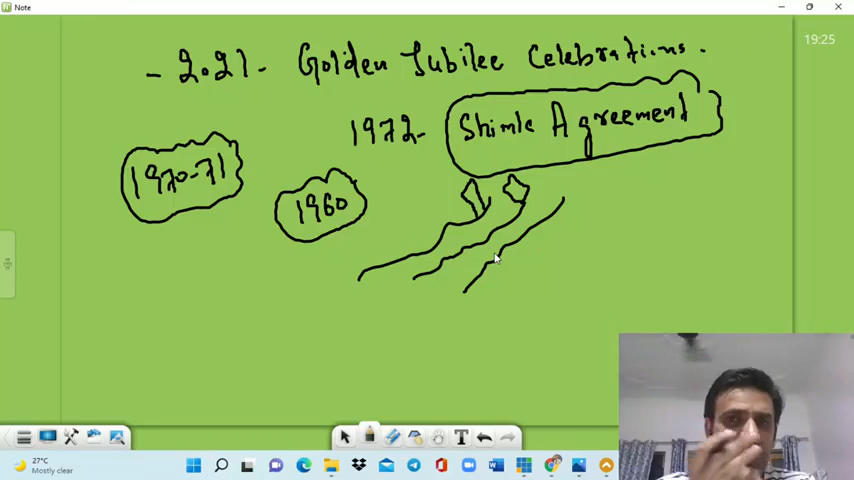 Note
19:25
- 2021 - Golden Jubilee Celebrations.
1972 - Shimla Agreement
1970-71
1960
27°C
Mostly clear